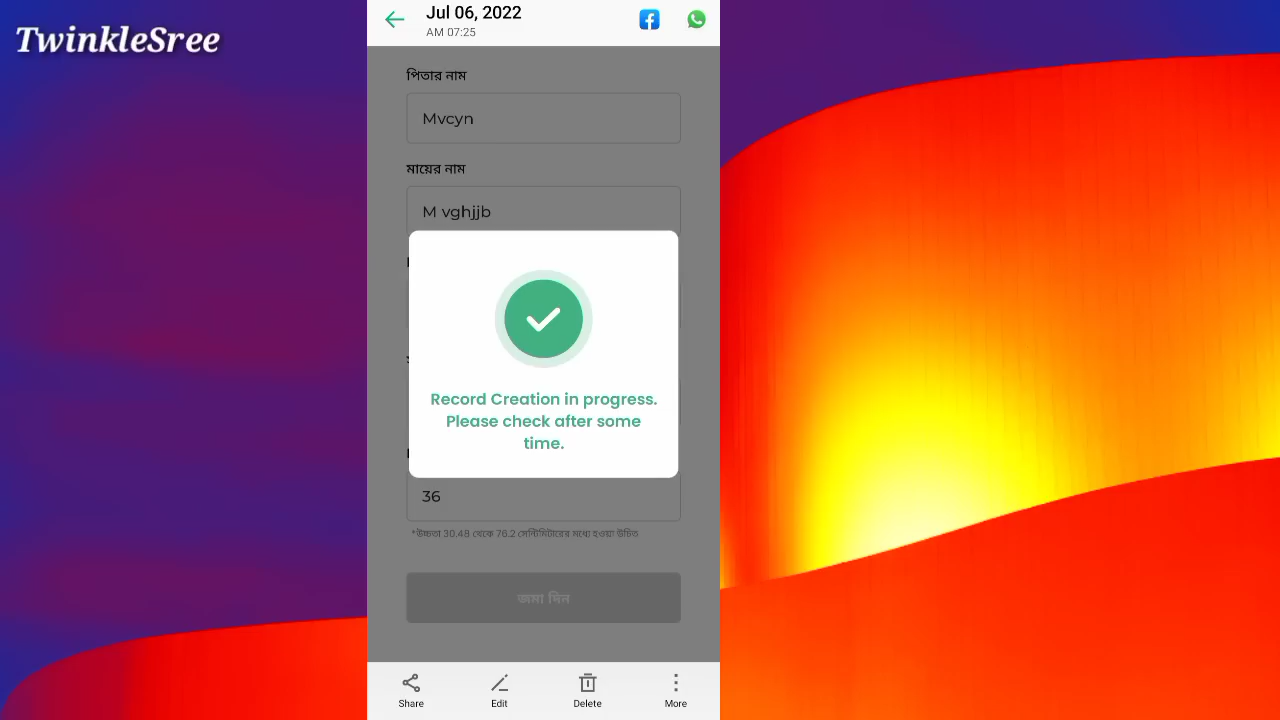 TwinkleSree
Jul 06, 2022
AM 07:25
পিতার নাম
Mvcyn
মায়ের নাম
M vghjjb
Record Creation in progress.
Please check after some
time.
36
*উচ্চতা 30.48 থেকে 76.2 সেন্টিমিটারের মধ্যে হওয়া উচিত
জমা দিন
Share
Edit
Delete
More